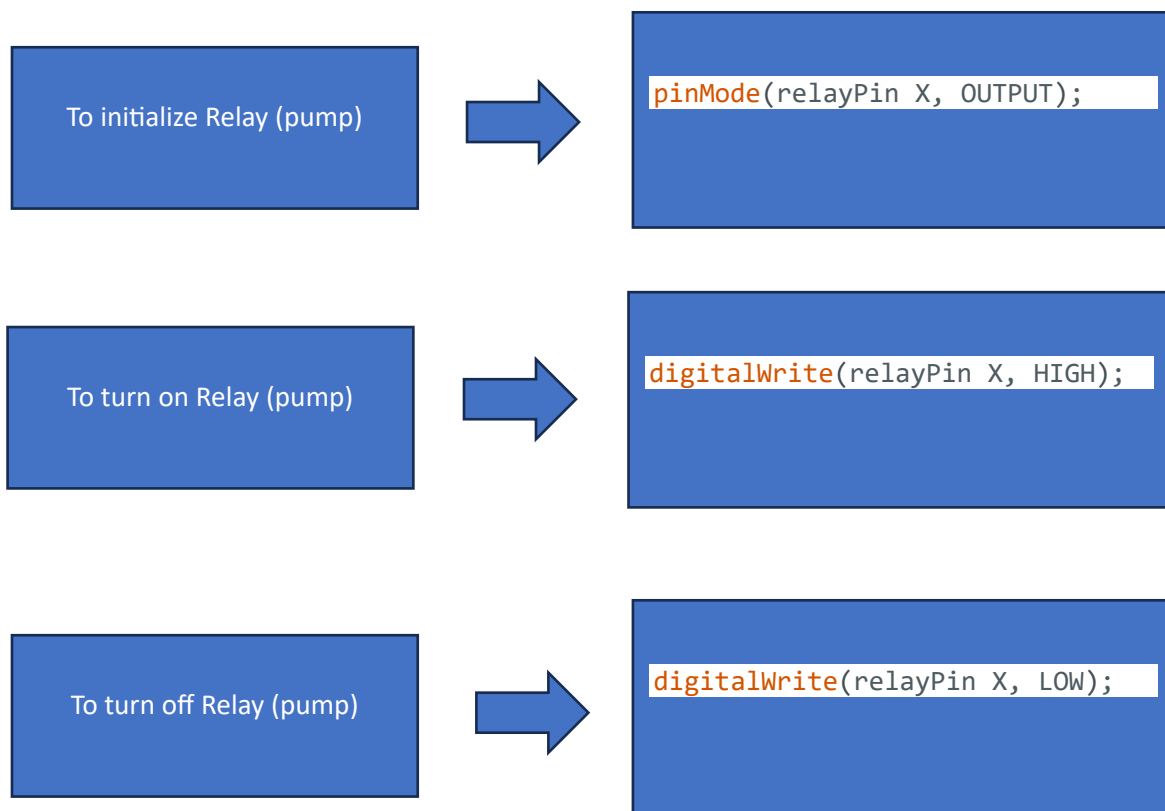 To initialize Relay (pump)
pinMode(relayPin X, OUTPUT);
To turn on Relay (pump)
digitalWrite(relayPin X, HIGH);
To turn off Relay (pump)
digitalWrite(relayPin X, LOW);